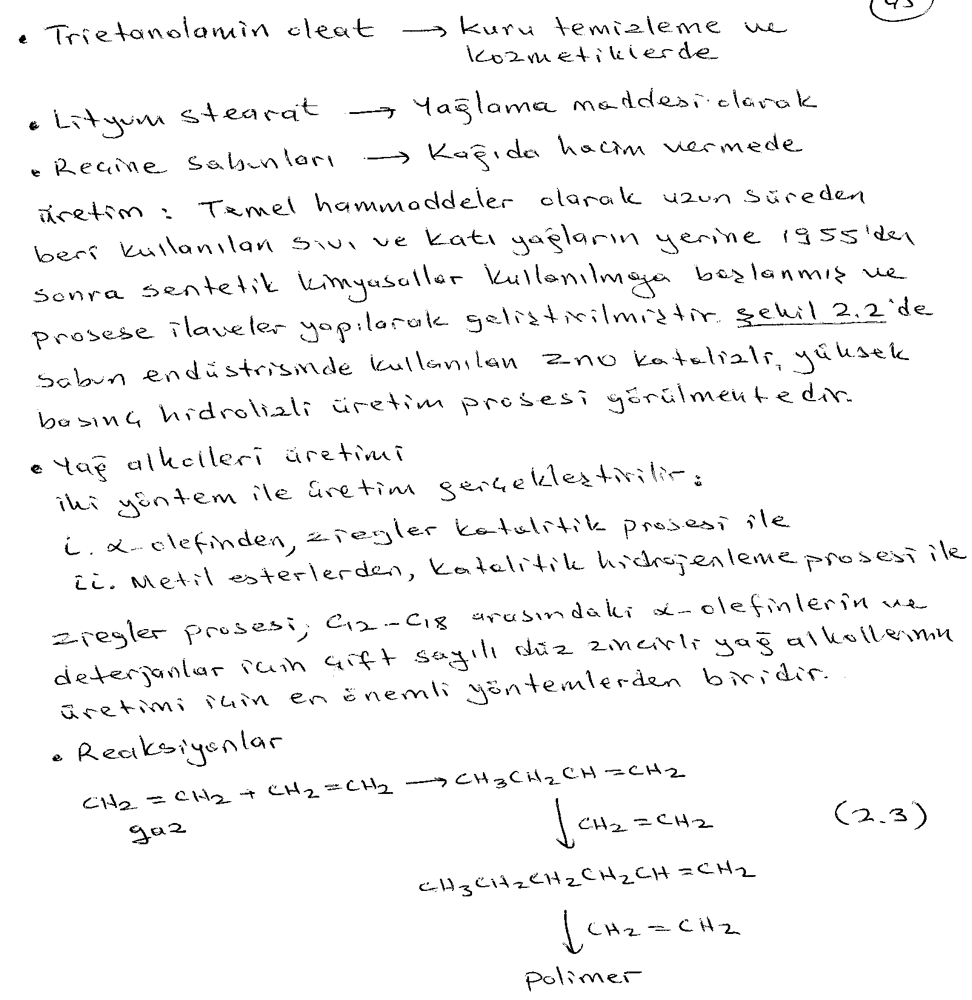 • Trietanolamin oleat → kuru temizleme ve
kozmetiklerde
• Lityum stearat → Yağlama maddesi olarak
• Reçine sabunları → Kağıda hacim vermede
üretim : Temel hammaddeler olarak uzun süreden
beri kullanılan sıvı ve katı yağların yerine 1955'den
sonra sentetik kimyasallar kullanılmaya başlanmış ve
prosese ilaveler yapılarak geliştirilmiştir. Şekil 2.2'de
sabun endüstrisinde kullanılan ZnO katalizli, yüksek
basınç hidrolizli üretim prosesi görülmektedir.
• Yağ alkolleri üretimi
iki yöntem ile üretim gerçekleştirilir:
i. α-olefinden, ziegler katalitik prosesi ile
ii. Metil esterlerden, katalitik hidrojenleme prosesi ile
Ziegler prosesi, C12-C18 arasındaki α-olefinlerin ve
deterjanlar için çift sayılı düz zincirli yağ alkollerinin
üretimi için en önemli yöntemlerden biridir.
• Reaksiyonlar
CH2 = CH2 + CH2 = CH2 → CH3CH2CH=CH2
gaz
↓ CH2 = CH2 (2.3)
CH3CH2CH2CH2CH=CH2
↓ CH2 = CH2
polimer